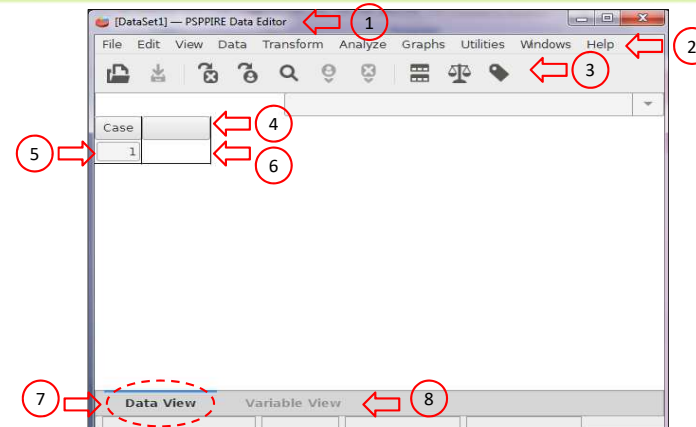 [DataSet1] — PSPPIRE Data Editor 1
File Edit View Data Transform Analyze Graphs Utilities Windows Help 2
3
4
Case
5 1 6
7 Data View Variable View 8